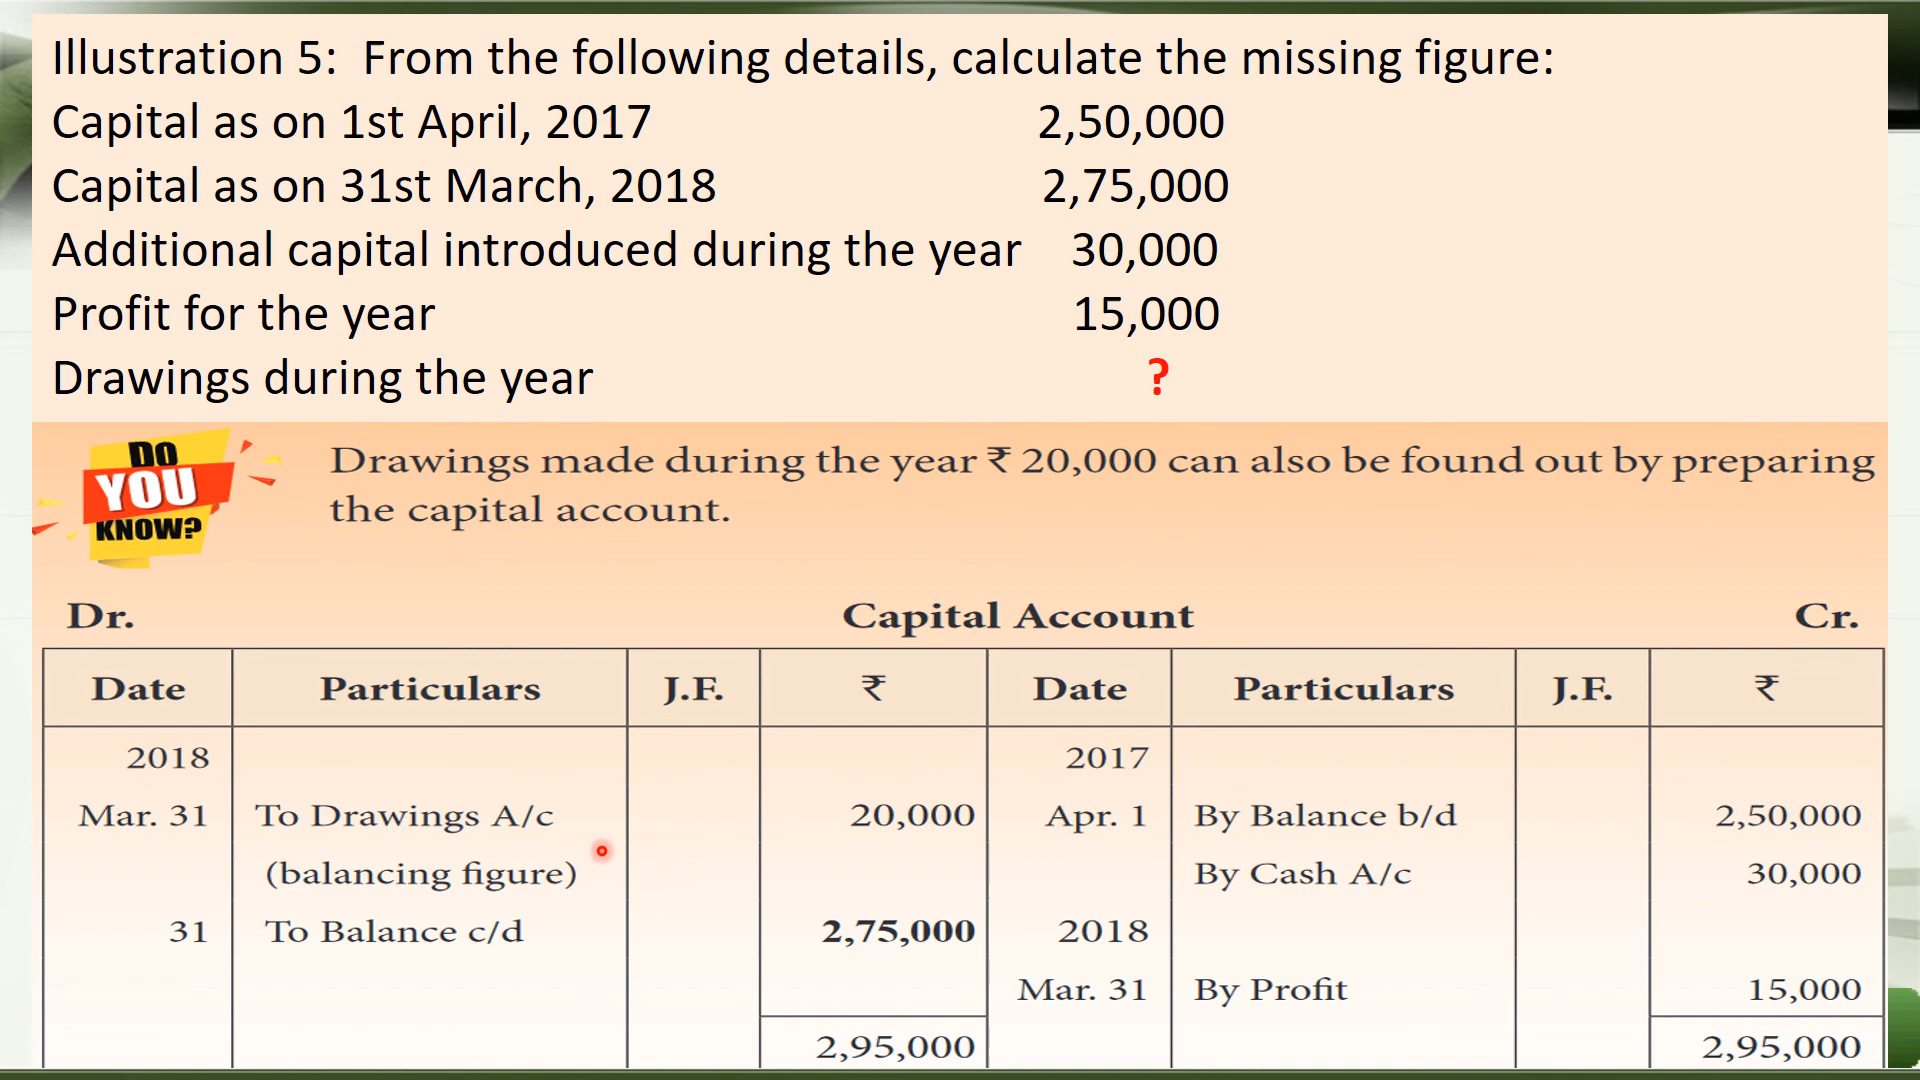 Illustration 5: From the following details, calculate the missing figure:
Capital as on 1st April, 2017 2,50,000
Capital as on 31st March, 2018 2,75,000
Additional capital introduced during the year 30,000
Profit for the year 15,000
Drawings during the year ?
DO
YOU
KNOW?
Drawings made during the year ₹ 20,000 can also be found out by preparing
the capital account.
Dr. Capital Account Cr.
Date Particulars J.F. ₹ Date Particulars J.F. ₹
2018 2017
Mar. 31 To Drawings A/c 20,000 Apr. 1 By Balance b/d 2,50,000
(balancing figure) By Cash A/c 30,000
31 To Balance c/d 2,75,000 2018
Mar. 31 By Profit 15,000
2,95,000 2,95,000